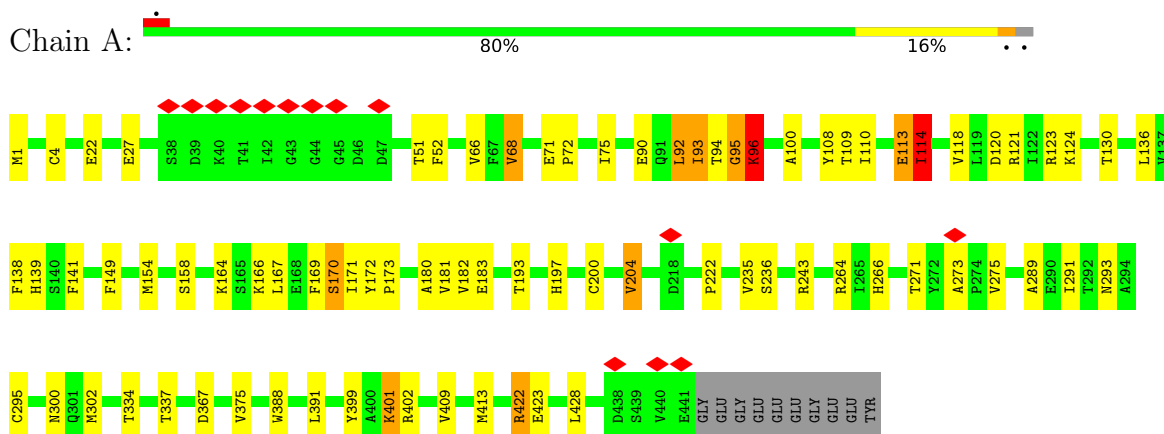 Chain A:
80% 16%
M1 C4 E22 E27 S38 D39 K40 T41 I42 G43 G44 G45 D46 D47 T51 F52 V66 F67 V68 E71 P72 I75 E90 Q91 L92 I93 T94 G95 K96 A100 Y108 T109 I110 E113 I114 V118 L119 D120 R121 I122 R123 K124 T130 L136 V137
F138 H139 S140 F141 F149 M154 S158 K164 S165 K166 L167 E168 F169 S170 I171 Y172 P173 A180 V181 V182 E183 T193 H197 C200 V204 D218 P222 V235 S236 R243 R264 I265 H266 T271 Y272 A273 P274 V275 A289 E290 I291 T292 N293 A294
C295 N300 Q301 M302 T334 T337 D367 V375 W388 L391 Y399 A400 K401 R402 V409 M413 R422 E423 L428 D438 S439 V440 E441 GLY GLU GLY GLU GLU GLU GLY GLU GLU TYR